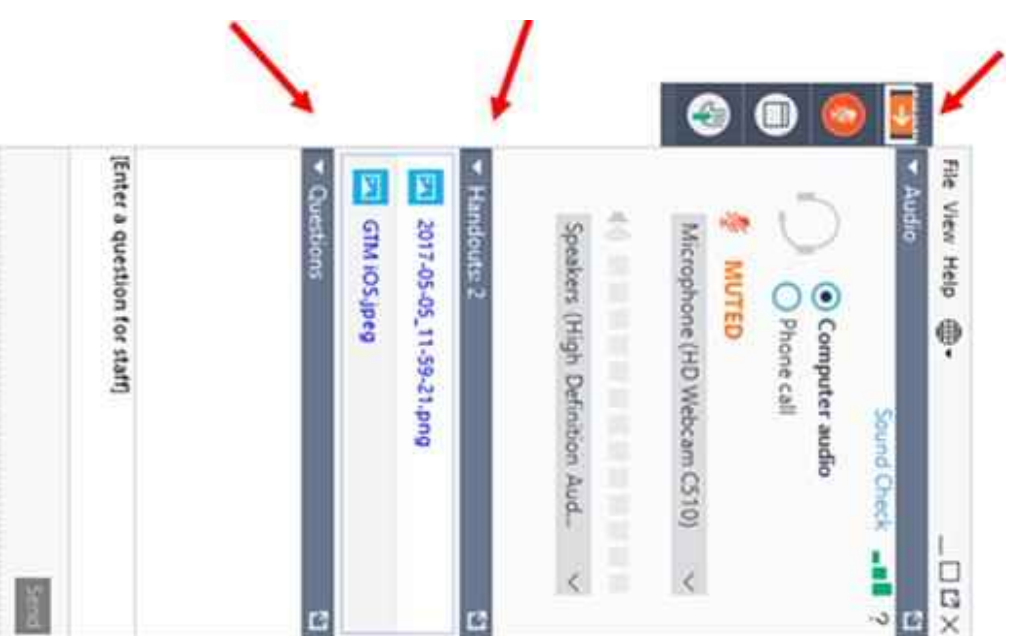 File View Help
Audio
Sound Check ?
Computer audio
Phone call
MUTED
Microphone (HD Webcam C510)
Speakers (High Definition Aud...
Handouts: 2
2017-05-05_11-59-21.png
GTM iOS.jpeg
Questions
[Enter a question for staff]
Send